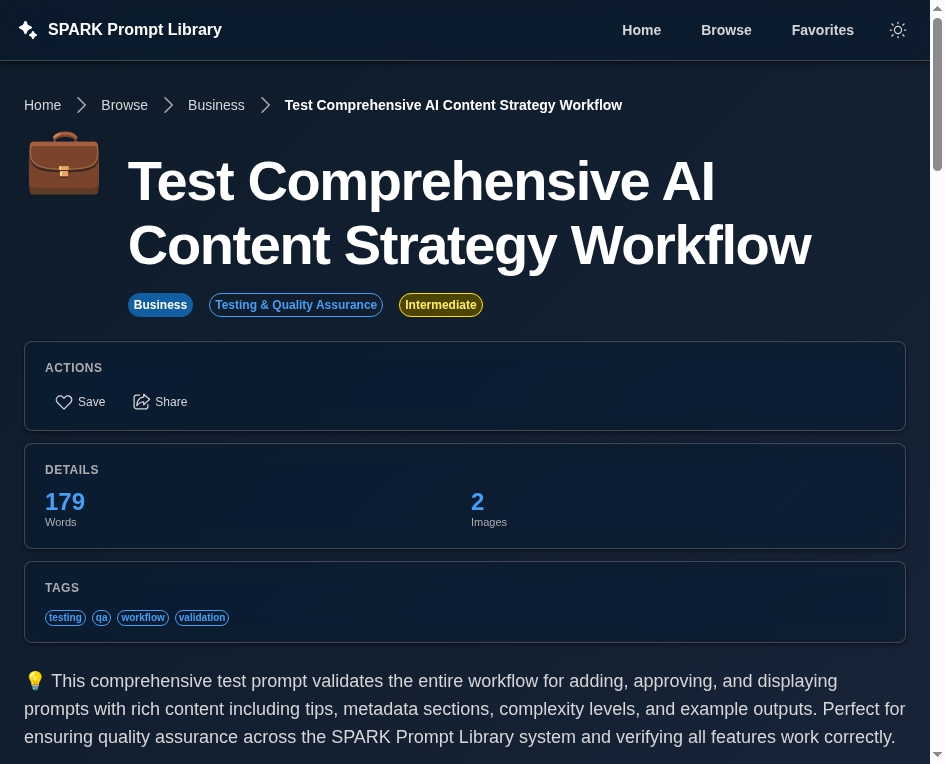 SPARK Prompt Library
Home Browse Favorites
Home Browse Business Test Comprehensive AI Content Strategy Workflow
Test Comprehensive AI
Content Strategy Workflow
Business Testing & Quality Assurance Intermediate
ACTIONS
Save Share
DETAILS
179 2
Words Images
TAGS
testing qa workflow validation
💡 This comprehensive test prompt validates the entire workflow for adding, approving, and displaying
prompts with rich content including tips, metadata sections, complexity levels, and example outputs. Perfect for
ensuring quality assurance across the SPARK Prompt Library system and verifying all features work correctly.